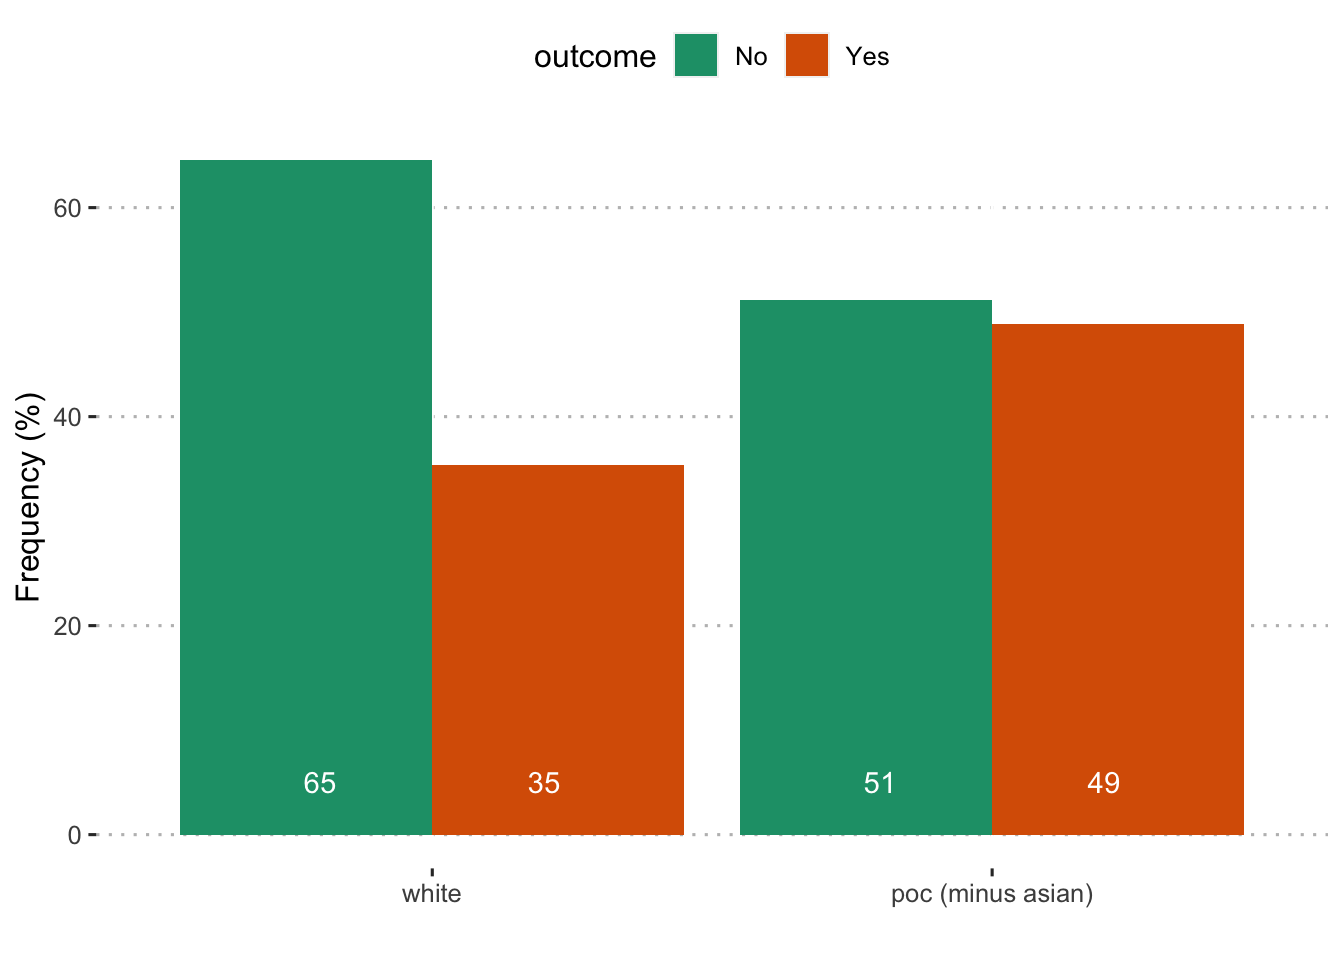 outcome No Yes
Frequency (%)
60
40
20
0
65 35 51 49
white poc (minus asian)